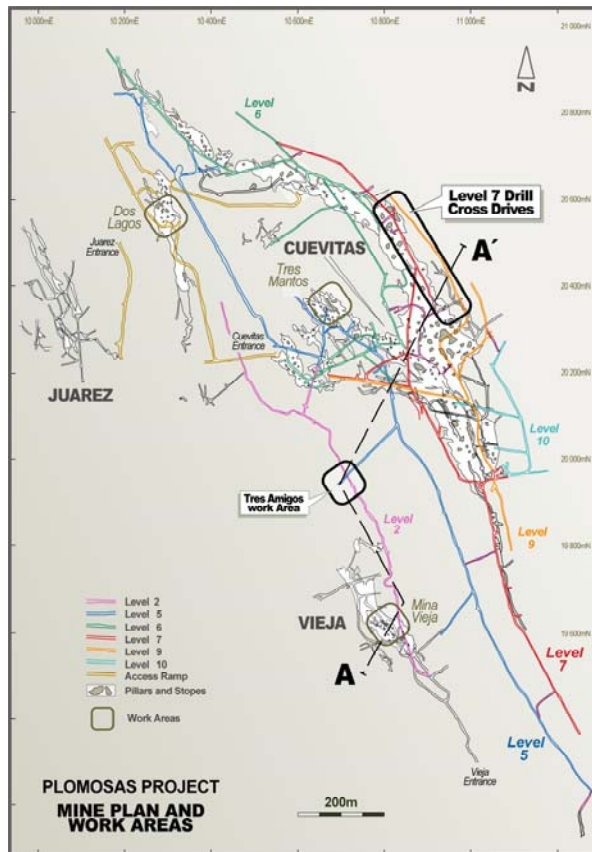 10 000mE
10 200mE
10 400mE
10 600mE
10 800mE
11 000mE
21 000mN
N
Level
6
20 800mN
Level 7 Drill
Cross Drives
20 600mN
Dos
Lagos
Juarez
Entrance
CUEVITAS
A´
Tres
Mantos
20 400mN
Cuevitas
Entrance
JUAREZ
20 200mN
Level
10
20 000mN
Tres Amigos
work Area
Level
2
Level
9
19 800mN
Mina
Vieja
VIEJA
19 600mN
A
Level
7
Level
5
Vieja
Entrance
Level 2
Level 5
Level 6
Level 7
Level 9
Level 10
Access Ramp
Pillars and Stopes
Work Areas
PLOMOSAS PROJECT
MINE PLAN AND
WORK AREAS
200m